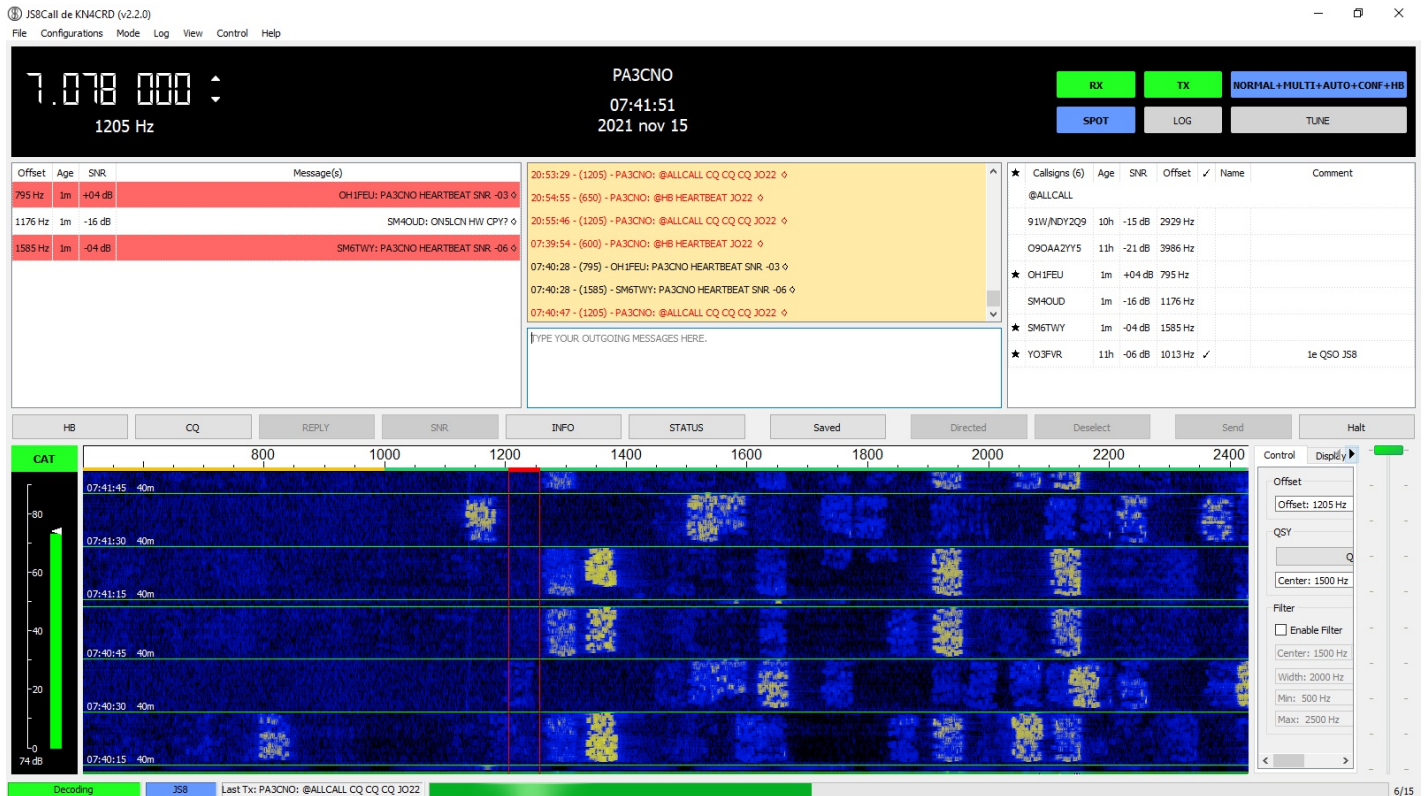 JS8Call de KN4CRD (v2.2.0)
File Configurations Mode Log View Control Help
7.078 000
1205 Hz
PA3CNO
07:41:51
2021 nov 15
RX TX NORMAL+MULTI+AUTO+CONF+HB
SPOT LOG TUNE
Offset Age SNR Message(s)
795 Hz 1m +04 dB OH1FEU: PA3CNO HEARTBEAT SNR -03 ◊
1176 Hz 1m -16 dB SM4OUD: ON5LCN HW CPY? ◊
1585 Hz 1m -04 dB SM6TWY: PA3CNO HEARTBEAT SNR -06 ◊
20:53:29 - (1205) - PA3CNO: @ALLCALL CQ CQ CQ JO22 ◊
20:54:55 - (650) - PA3CNO: @HB HEARTBEAT JO22 ◊
20:55:46 - (1205) - PA3CNO: @ALLCALL CQ CQ CQ JO22 ◊
07:39:54 - (600) - PA3CNO: @HB HEARTBEAT JO22 ◊
07:40:28 - (795) - OH1FEU: PA3CNO HEARTBEAT SNR -03 ◊
07:40:28 - (1585) - SM6TWY: PA3CNO HEARTBEAT SNR -06 ◊
07:40:47 - (1205) - PA3CNO: @ALLCALL CQ CQ CQ JO22 ◊
TYPE YOUR OUTGOING MESSAGES HERE.
★ Callsigns (6) Age SNR Offset ✓ Name Comment
@ALLCALL
91W/NDY2Q9 10h -15 dB 2929 Hz
O9OAA2YY5 11h -21 dB 3986 Hz
★ OH1FEU 1m +04 dB 795 Hz
SM4OUD 1m -16 dB 1176 Hz
★ SM6TWY 1m -04 dB 1585 Hz
★ YO3FVR 11h -06 dB 1013 Hz ✓ 1e QSO JS8
HB CQ REPLY SNR INFO STATUS Saved Directed Deselect Send Halt
CAT
800 1000 1200 1400 1600 1800 2000 2200 2400
07:41:45 40m
07:41:30 40m
07:41:15 40m
07:40:45 40m
07:40:30 40m
07:40:15 40m
-80
-60
-40
-20
-0
74 dB
Control Display
Offset
Offset: 1205 Hz
QSY
Q
Center: 1500 Hz
Filter
Enable Filter
Center: 1500 Hz
Width: 2000 Hz
Min: 500 Hz
Max: 2500 Hz
Decoding JS8 Last Tx: PA3CNO: @ALLCALL CQ CQ CQ JO22 6/15